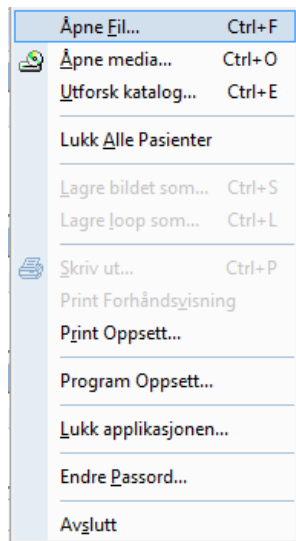 Åpne Fil... Ctrl+F
Åpne media... Ctrl+O
Utforsk katalog... Ctrl+E
Lukk Alle Pasienter
Lagre bildet som... Ctrl+S
Lagre loop som... Ctrl+L
Skriv ut... Ctrl+P
Print Forhåndsvisning
Print Oppsett...
Program Oppsett...
Lukk applikasjonen...
Endre Passord...
Avslutt